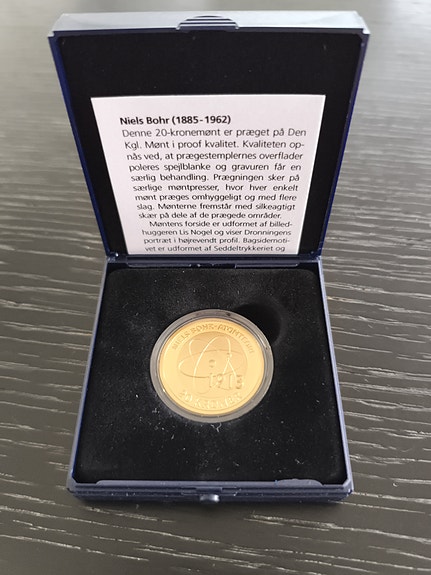 Niels Bohr (1885-1962)
Denne 20-kronemønt er præget på Den
Kgl. Mønt i proof kvalitet. Kvaliteten op-
nås ved, at prægestemplernes overflader
poleres spejlblanke og gravuren får en
særlig behandling. Prægningen sker på
særlige møntpresser, hvor hver enkelt
mønt præges omhyggeligt og med flere
slag. Mønterne fremstår med silkeagtigt
skær på dele af de prægede områder.
Møntens forside er udformet af billed-
huggeren Lis Nogel og viser Dronningens
portræt i højrevendt profil. Bagsidemoti-
vet er udformet af Seddeltrykkeriet og
NIELS BOHR